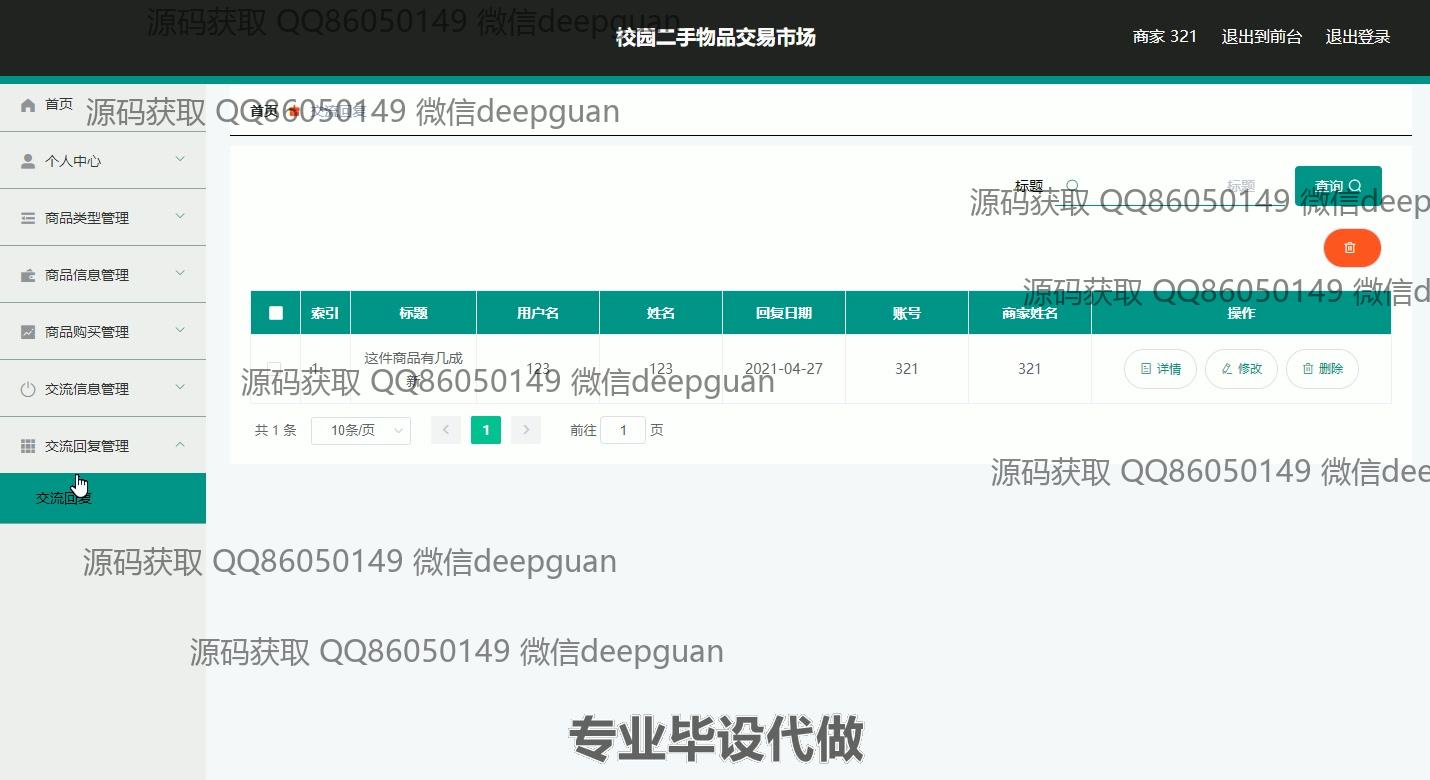 源码获取 QQ86050149 微信deepguan
校园二手物品交易市场
商家 321 退出到前台 退出登录
首页
源码获取 QQ86050149 微信deepguan
首页 交流回复
个人中心
标题 标题 查询
源码获取 QQ86050149 微信deep
商品类型管理
商品信息管理
源码获取 QQ86050149 微信d
索引 标题 用户名 姓名 回复日期 账号 商家姓名 操作
商品购买管理
1 这件商品有几成新 123 123 2021-04-27 321 321 详情 修改 删除
源码获取 QQ86050149 微信deepguan
交流信息管理
共 1 条 10条/页 1 前往 1 页
交流回复管理
源码获取 QQ86050149 微信dee
交流回复
源码获取 QQ86050149 微信deepguan
源码获取 QQ86050149 微信deepguan
专业毕设代做